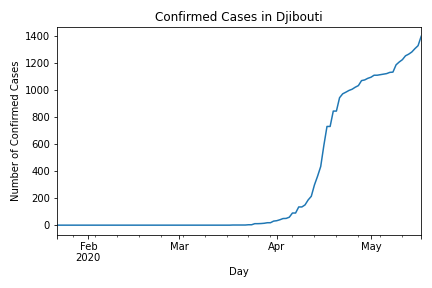 Confirmed Cases in Djibouti
Number of Confirmed Cases
1400
1200
1000
800
600
400
200
0
Feb
2020
Mar
Apr
May
Day